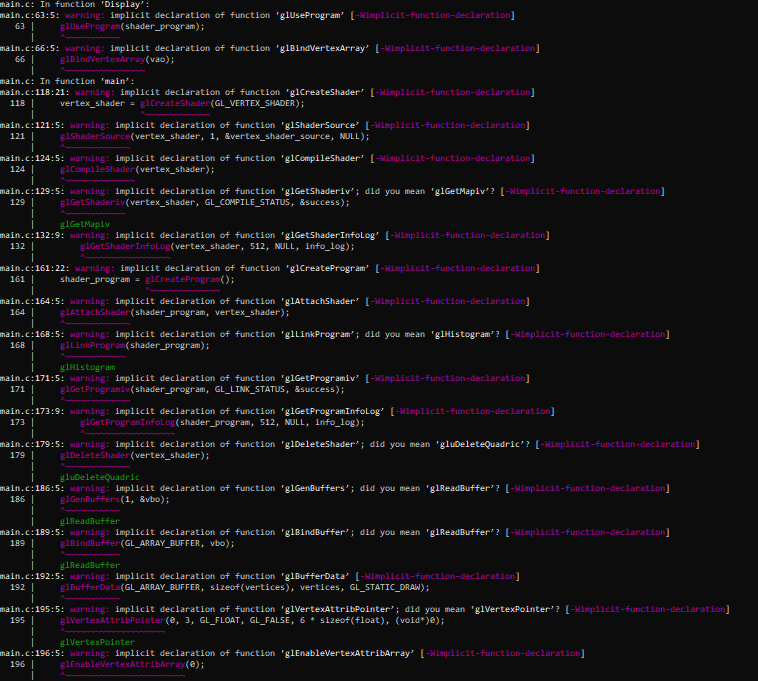 main.c: In function ‘Display’:
main.c:63:5: warning: implicit declaration of function ‘glUseProgram’ [-Wimplicit-function-declaration]
63 | glUseProgram(shader_program);
| ^~~~~~~~~~~~
main.c:66:5: warning: implicit declaration of function ‘glBindVertexArray’ [-Wimplicit-function-declaration]
66 | glBindVertexArray(vao);
| ^~~~~~~~~~~~~~~~~
main.c: In function ‘main’:
main.c:118:21: warning: implicit declaration of function ‘glCreateShader’ [-Wimplicit-function-declaration]
118 | vertex_shader = glCreateShader(GL_VERTEX_SHADER);
| ^~~~~~~~~~~~~~
main.c:121:5: warning: implicit declaration of function ‘glShaderSource’ [-Wimplicit-function-declaration]
121 | glShaderSource(vertex_shader, 1, &vertex_shader_source, NULL);
| ^~~~~~~~~~~~~~
main.c:124:5: warning: implicit declaration of function ‘glCompileShader’ [-Wimplicit-function-declaration]
124 | glCompileShader(vertex_shader);
| ^~~~~~~~~~~~~~~
main.c:129:5: warning: implicit declaration of function ‘glGetShaderiv’; did you mean ‘glGetMapiv’? [-Wimplicit-function-declaration]
129 | glGetShaderiv(vertex_shader, GL_COMPILE_STATUS, &success);
| ^~~~~~~~~~~~~
| glGetMapiv
main.c:132:9: warning: implicit declaration of function ‘glGetShaderInfoLog’ [-Wimplicit-function-declaration]
132 | glGetShaderInfoLog(vertex_shader, 512, NULL, info_log);
| ^~~~~~~~~~~~~~~~~~
main.c:161:22: warning: implicit declaration of function ‘glCreateProgram’ [-Wimplicit-function-declaration]
161 | shader_program = glCreateProgram();
| ^~~~~~~~~~~~~~~
main.c:164:5: warning: implicit declaration of function ‘glAttachShader’ [-Wimplicit-function-declaration]
164 | glAttachShader(shader_program, vertex_shader);
| ^~~~~~~~~~~~~~
main.c:168:5: warning: implicit declaration of function ‘glLinkProgram’; did you mean ‘glHistogram’? [-Wimplicit-function-declaration]
168 | glLinkProgram(shader_program);
| ^~~~~~~~~~~~~
| glHistogram
main.c:171:5: warning: implicit declaration of function ‘glGetProgramiv’ [-Wimplicit-function-declaration]
171 | glGetProgramiv(shader_program, GL_LINK_STATUS, &success);
| ^~~~~~~~~~~~~~
main.c:173:9: warning: implicit declaration of function ‘glGetProgramInfoLog’ [-Wimplicit-function-declaration]
173 | glGetProgramInfoLog(shader_program, 512, NULL, info_log);
| ^~~~~~~~~~~~~~~~~~~
main.c:179:5: warning: implicit declaration of function ‘glDeleteShader’; did you mean ‘gluDeleteQuadric’? [-Wimplicit-function-declaration]
179 | glDeleteShader(vertex_shader);
| ^~~~~~~~~~~~~~
| gluDeleteQuadric
main.c:186:5: warning: implicit declaration of function ‘glGenBuffers’; did you mean ‘glReadBuffer’? [-Wimplicit-function-declaration]
186 | glGenBuffers(1, &vbo);
| ^~~~~~~~~~~~
| glReadBuffer
main.c:189:5: warning: implicit declaration of function ‘glBindBuffer’; did you mean ‘glReadBuffer’? [-Wimplicit-function-declaration]
189 | glBindBuffer(GL_ARRAY_BUFFER, vbo);
| ^~~~~~~~~~~~
| glReadBuffer
main.c:192:5: warning: implicit declaration of function ‘glBufferData’ [-Wimplicit-function-declaration]
192 | glBufferData(GL_ARRAY_BUFFER, sizeof(vertices), vertices, GL_STATIC_DRAW);
| ^~~~~~~~~~~~
main.c:195:5: warning: implicit declaration of function ‘glVertexAttribPointer’; did you mean ‘glVertexPointer’? [-Wimplicit-function-declaration]
195 | glVertexAttribPointer(0, 3, GL_FLOAT, GL_FALSE, 6 * sizeof(float), (void*)0);
| ^~~~~~~~~~~~~~~~~~~~~
| glVertexPointer
main.c:196:5: warning: implicit declaration of function ‘glEnableVertexAttribArray’ [-Wimplicit-function-declaration]
196 | glEnableVertexAttribArray(0);
| ^~~~~~~~~~~~~~~~~~~~~~~~~